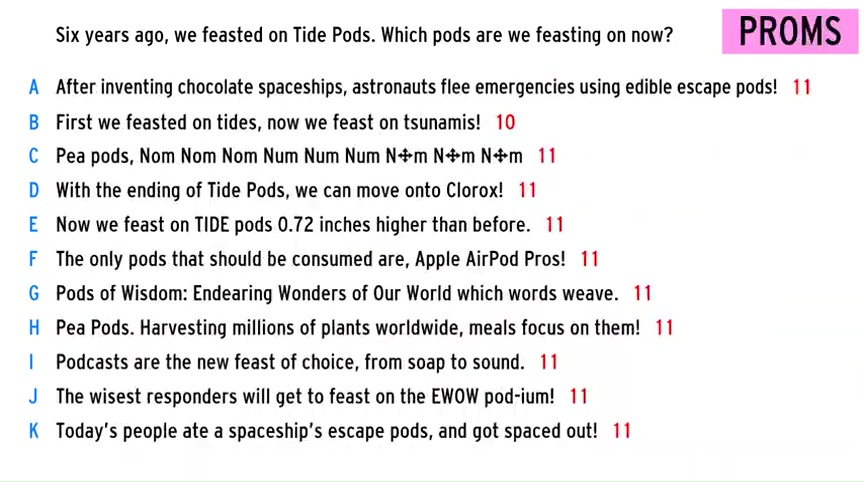 Six years ago, we feasted on Tide Pods. Which pods are we feasting on now?
PROMS
A After inventing chocolate spaceships, astronauts flee emergencies using edible escape pods! 11
B First we feasted on tides, now we feast on tsunamis! 10
C Pea pods, Nom Nom Nom Num Num Num N✢m N✢m N✢m 11
D With the ending of Tide Pods, we can move onto Clorox! 11
E Now we feast on TIDE pods 0.72 inches higher than before. 11
F The only pods that should be consumed are, Apple AirPod Pros! 11
G Pods of Wisdom: Endearing Wonders of Our World which words weave. 11
H Pea Pods. Harvesting millions of plants worldwide, meals focus on them! 11
I Podcasts are the new feast of choice, from soap to sound. 11
J The wisest responders will get to feast on the EWOW pod-ium! 11
K Today's people ate a spaceship's escape pods, and got spaced out! 11